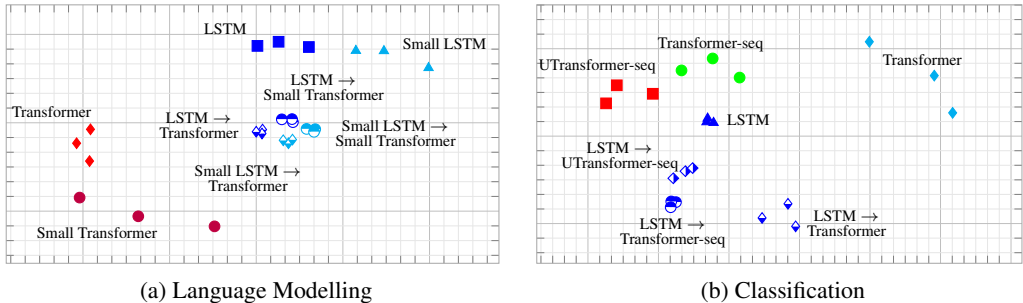 LSTM
Small LSTM
LSTM →
Small Transformer
Transformer
LSTM →
Transformer
Small LSTM →
Small Transformer
Small LSTM →
Transformer
Small Transformer
(a) Language Modelling
Transformer-seq
UTransformer-seq
Transformer
LSTM
LSTM →
UTransformer-seq
LSTM →
Transformer-seq
LSTM →
Transformer
(b) Classification